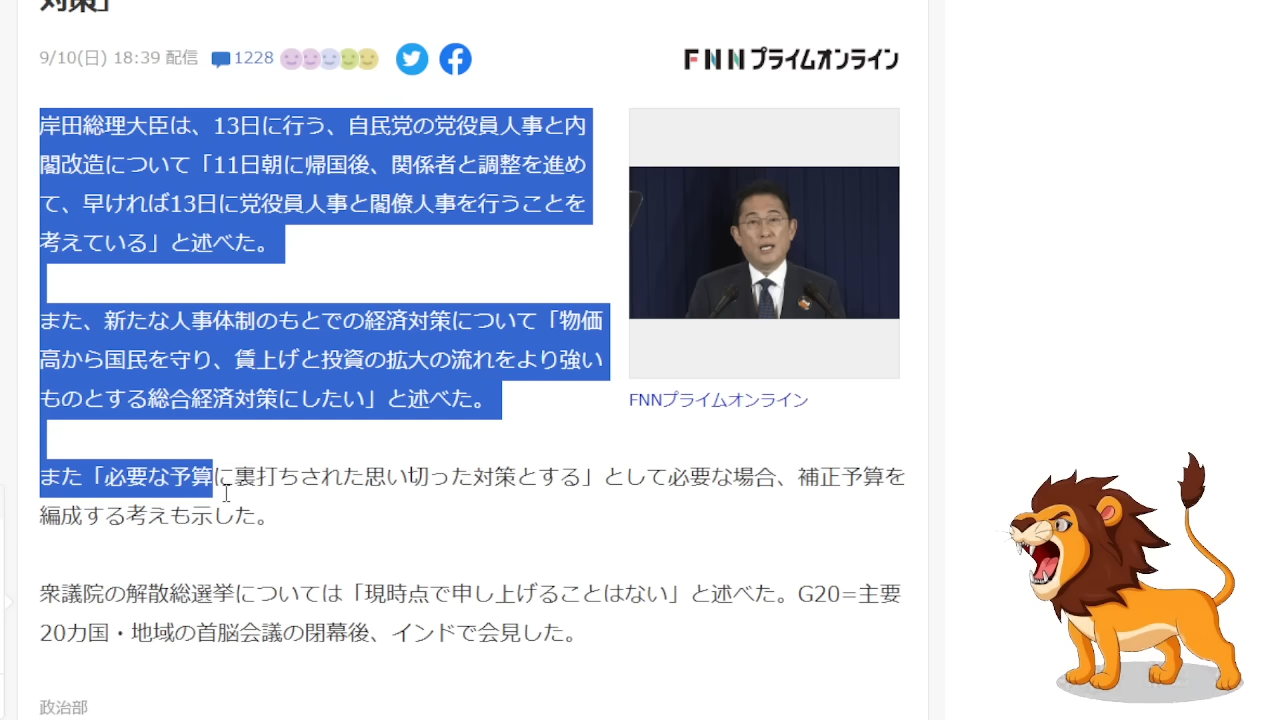 対策」
9/10(日) 18:39 配信
1228
FNNプライムオンライン
岸田総理大臣は、13日に行う、自民党の党役員人事と内
閣改造について「11日朝に帰国後、関係者と調整を進め
て、早ければ13日に党役員人事と閣僚人事を行うことを
考えている」と述べた。
また、新たな人事体制のもとでの経済対策について「物価
高から国民を守り、賃上げと投資の拡大の流れをより強い
ものとする総合経済対策にしたい」と述べた。
FNNプライムオンライン
また「必要な予算に裏打ちされた思い切った対策とする」として必要な場合、補正予算を
編成する考えも示した。
衆議院の解散総選挙については「現時点で申し上げることはない」と述べた。G20=主要
20カ国・地域の首脳会議の閉幕後、インドで会見した。
政治部